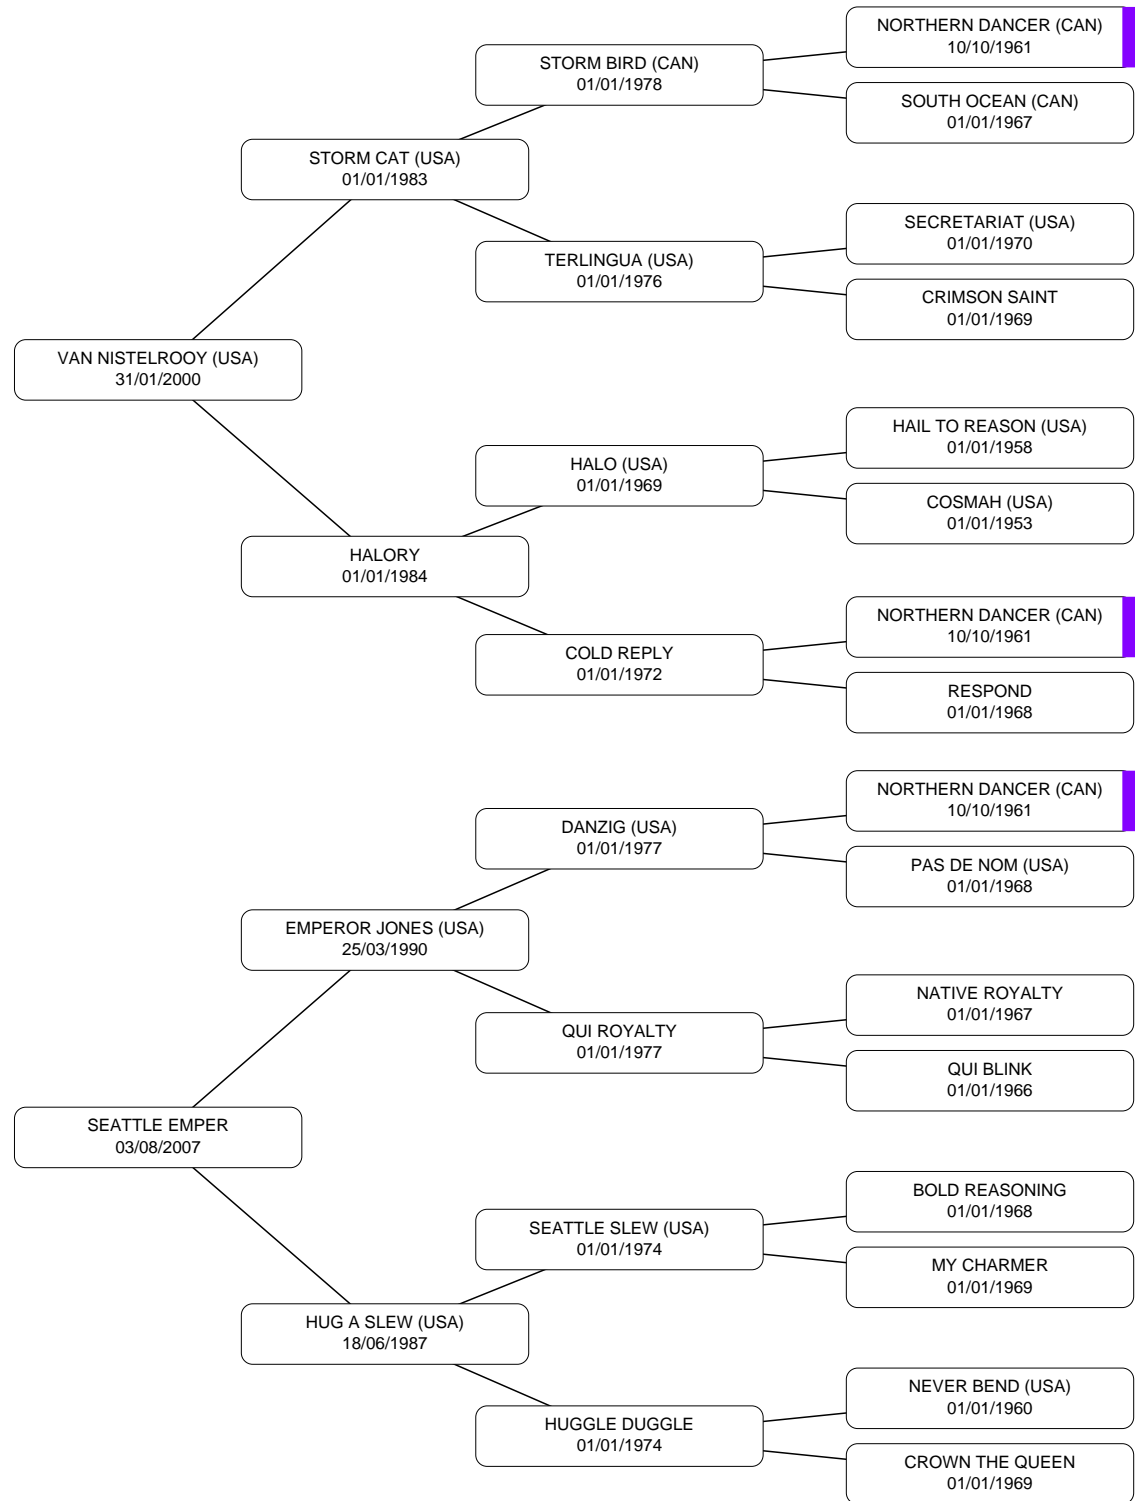 NORTHERN DANCER (CAN)
10/10/1961
STORM BIRD (CAN)
01/01/1978
SOUTH OCEAN (CAN)
01/01/1967
STORM CAT (USA)
01/01/1983
SECRETARIAT (USA)
01/01/1970
TERLINGUA (USA)
01/01/1976
CRIMSON SAINT
01/01/1969
VAN NISTELROOY (USA)
31/01/2000
HAIL TO REASON (USA)
01/01/1958
HALO (USA)
01/01/1969
COSMAH (USA)
01/01/1953
HALORY
01/01/1984
NORTHERN DANCER (CAN)
10/10/1961
COLD REPLY
01/01/1972
RESPOND
01/01/1968
NORTHERN DANCER (CAN)
10/10/1961
DANZIG (USA)
01/01/1977
PAS DE NOM (USA)
01/01/1968
EMPEROR JONES (USA)
25/03/1990
NATIVE ROYALTY
01/01/1967
QUI ROYALTY
01/01/1977
QUI BLINK
01/01/1966
SEATTLE EMPER
03/08/2007
BOLD REASONING
01/01/1968
SEATTLE SLEW (USA)
01/01/1974
MY CHARMER
01/01/1969
HUG A SLEW (USA)
18/06/1987
NEVER BEND (USA)
01/01/1960
HUGGLE DUGGLE
01/01/1974
CROWN THE QUEEN
01/01/1969